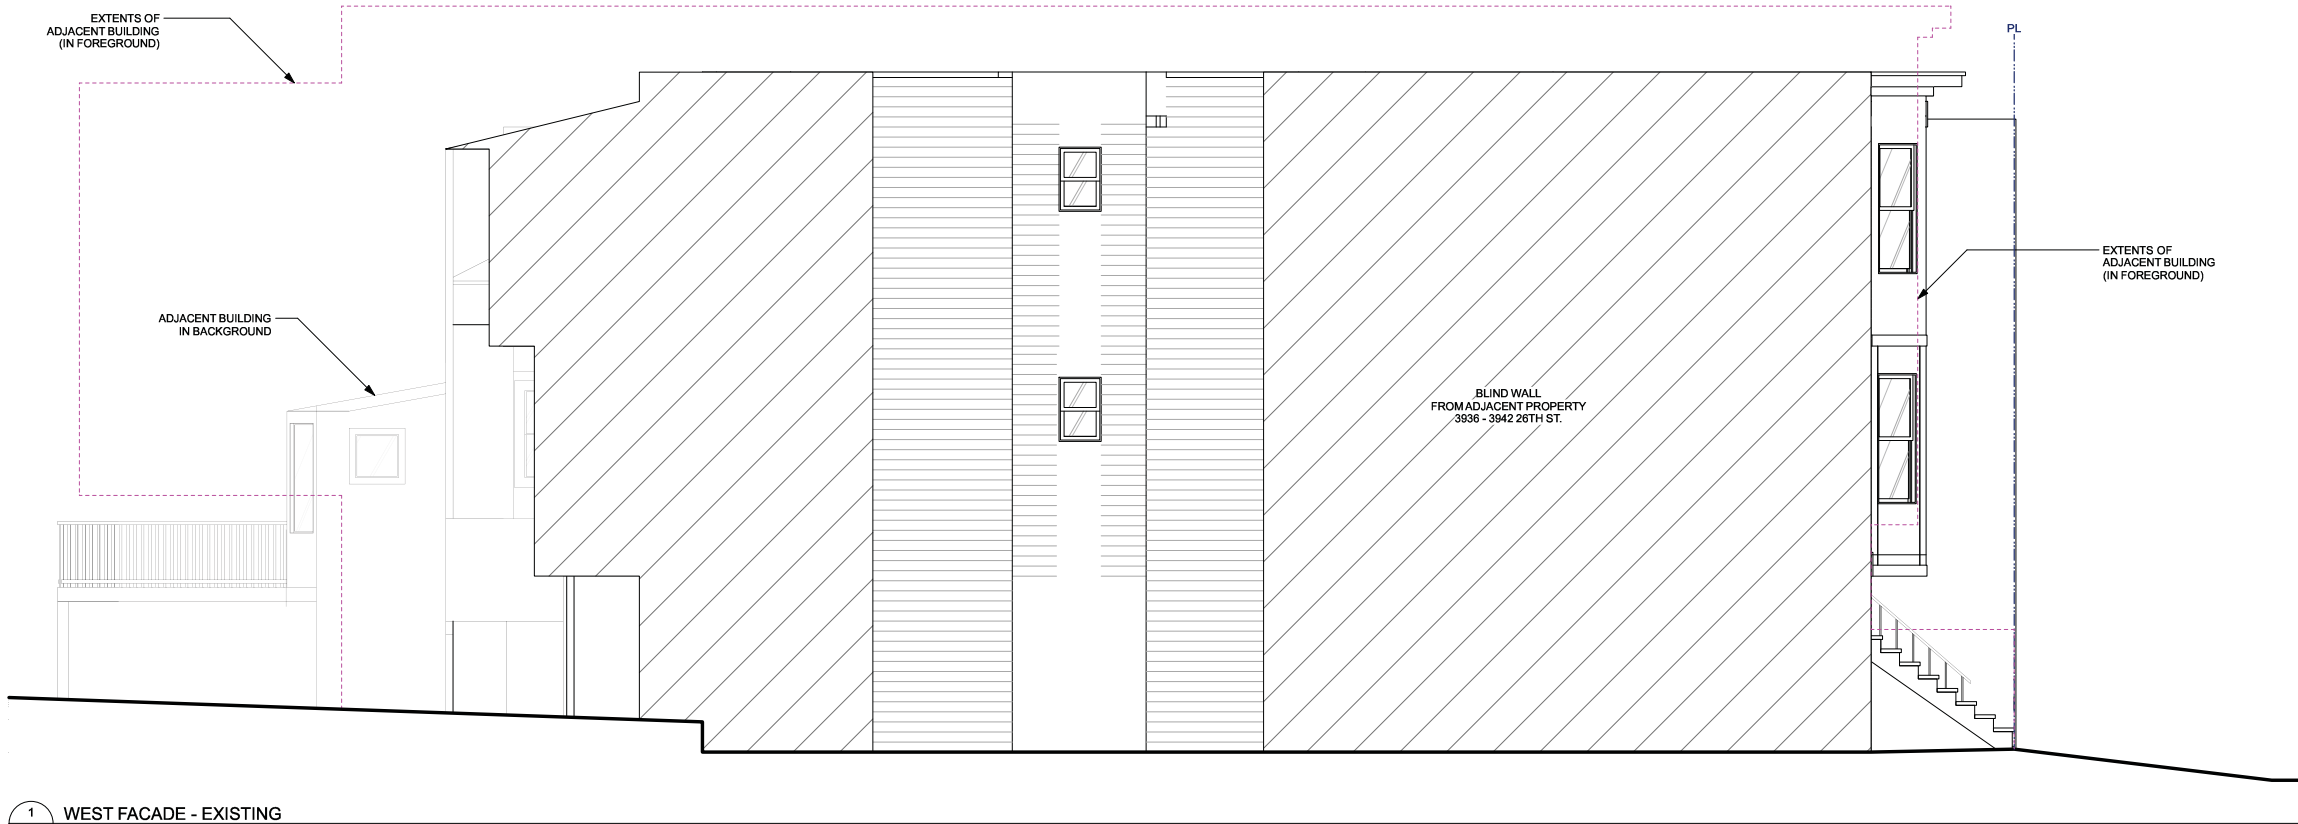 EXTENTS OF
ADJACENT BUILDING
(IN FOREGROUND)
PL
EXTENTS OF
ADJACENT BUILDING
(IN FOREGROUND)
ADJACENT BUILDING
IN BACKGROUND
BLIND WALL
FROM ADJACENT PROPERTY
3936 - 3942 26TH ST.
1 WEST FACADE - EXISTING